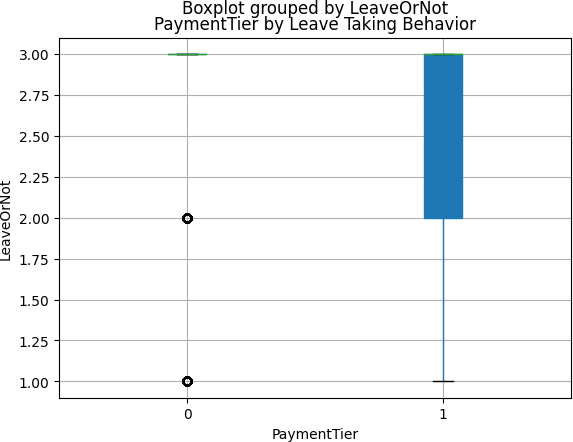 Boxplot grouped by LeaveOrNot
PaymentTier by Leave Taking Behavior
3.00
2.75
2.50
2.25
2.00
1.75
1.50
1.25
1.00
LeaveOrNot
0
1
PaymentTier